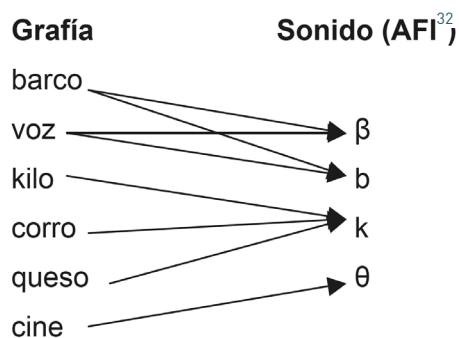 Grafía Sonido (AFI32)
barco
voz β
kilo b
corro k
queso θ
cine